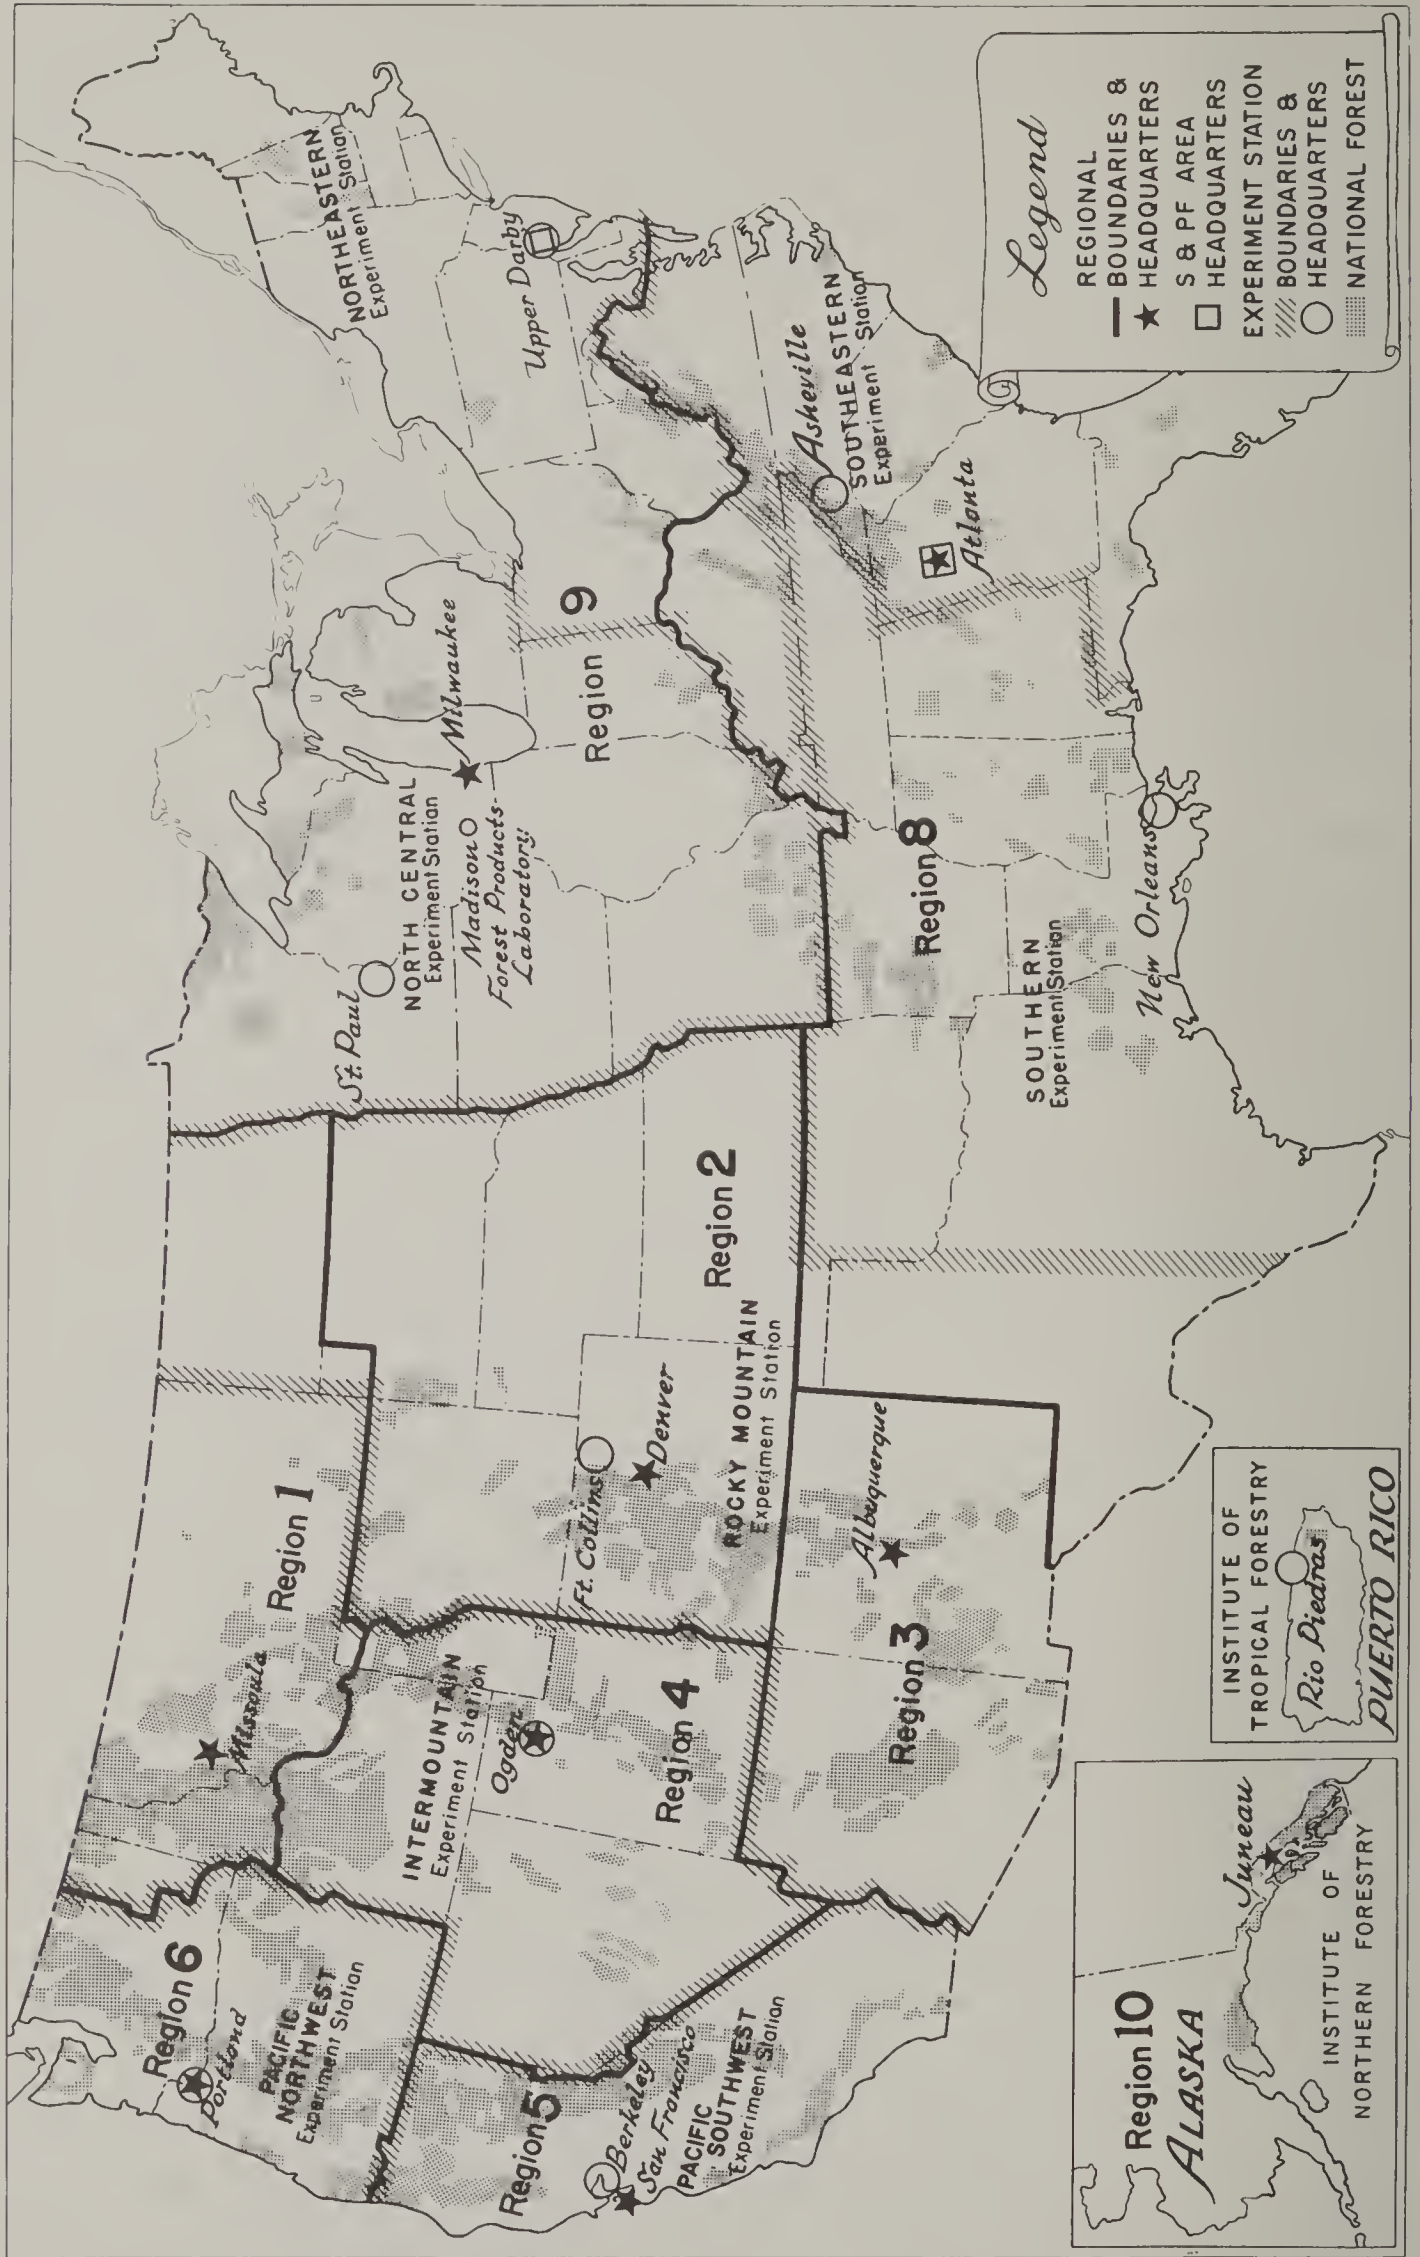 Region 6
Portland
PACIFIC
NORTHWEST
Experiment Station
Region 5
Berkeley
San Francisco
PACIFIC
SOUTHWEST
Experiment Station
Missoula
Region 1
INTERMOUNTAIN
Experiment Station
Ogden
Region 4
Ft. Collins
Denver
Region 2
ROCKY MOUNTAIN
Experiment Station
Albuquerque
Region 3
St. Paul
NORTH CENTRAL
Experiment Station
Madison
Forest Products-
Laboratory
Milwaukee
Region 9
NORTHEASTERN
Experiment Station
Upper Darby
Asheville
SOUTHEASTERN
Experiment Station
Atlanta
Region 8
SOUTHERN
Experiment Station
New Orleans
Region 10
ALASKA
Juneau
INSTITUTE OF
NORTHERN FORESTRY
INSTITUTE OF
TROPICAL FORESTRY
Rio Piedras
PUERTO RICO
Legend
REGIONAL
BOUNDARIES &
HEADQUARTERS
S & PF AREA
HEADQUARTERS
EXPERIMENT STATION
BOUNDARIES &
HEADQUARTERS
NATIONAL FOREST